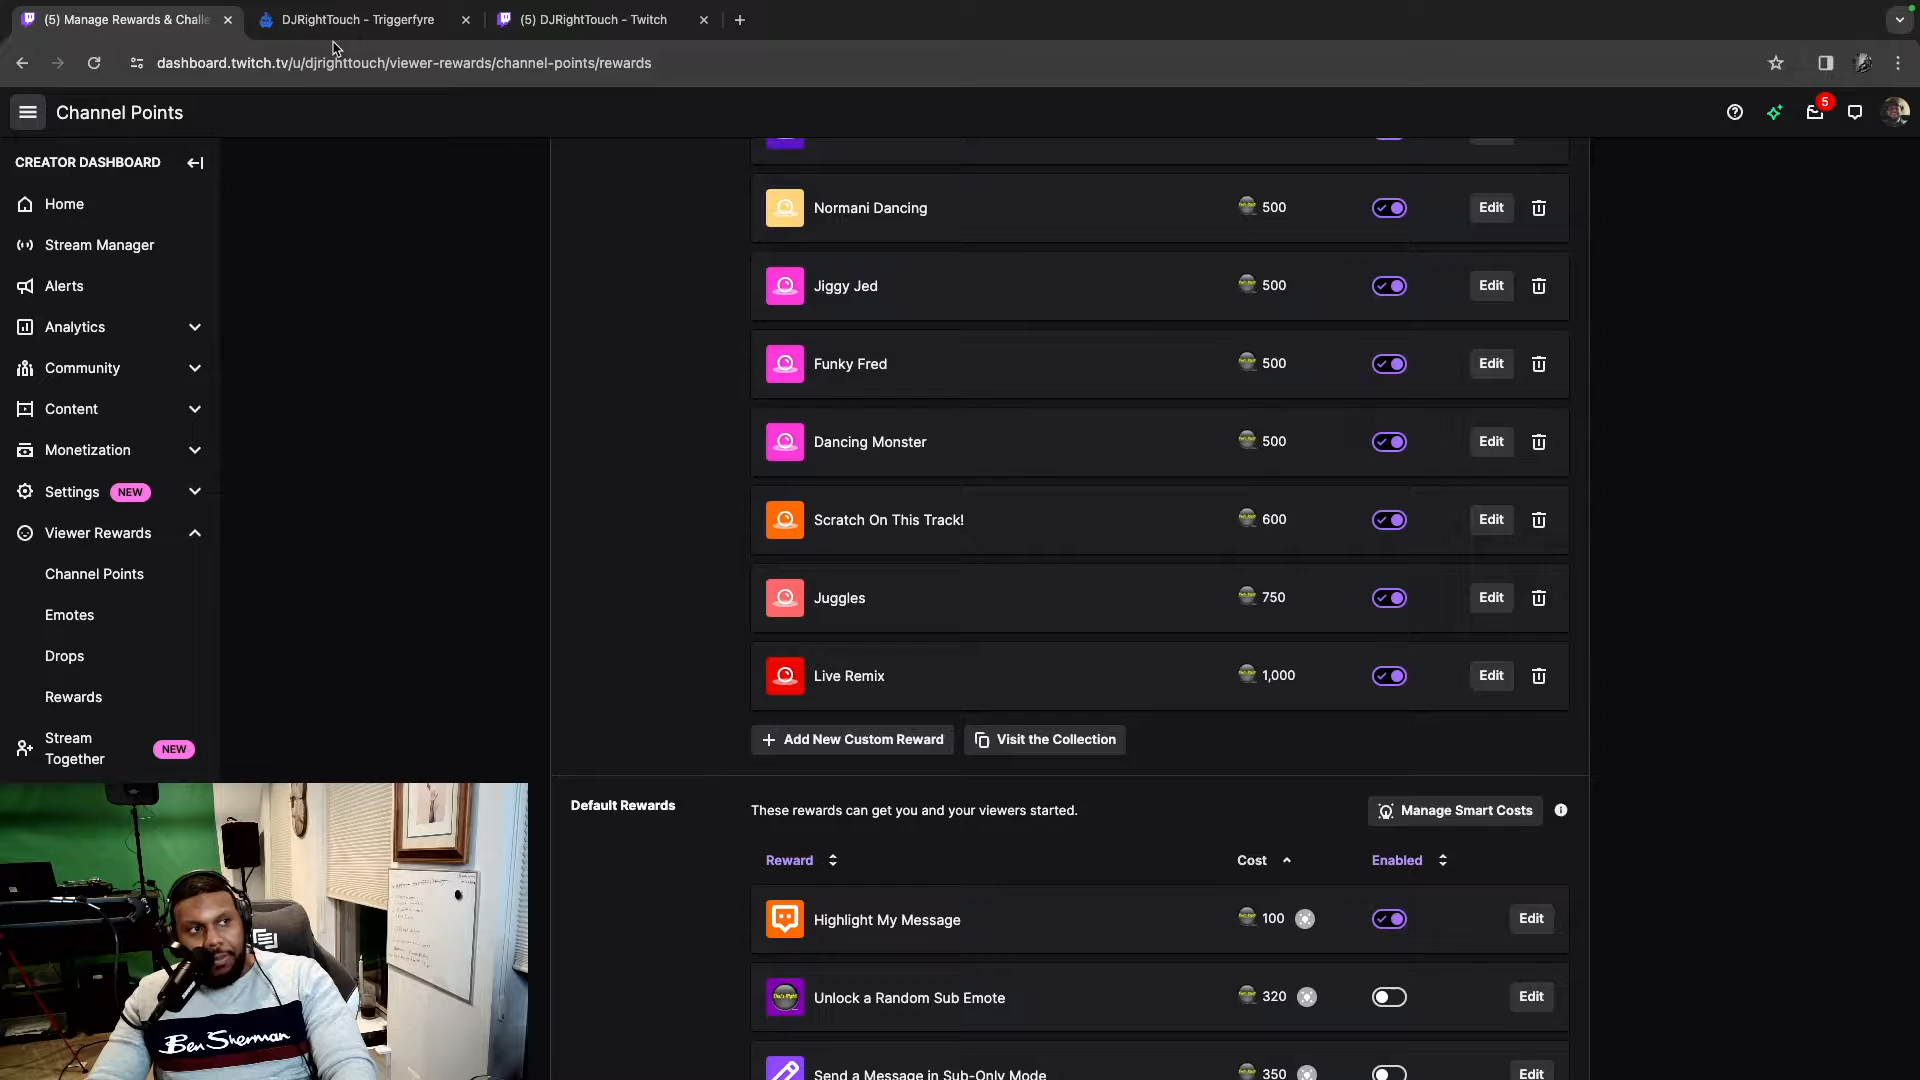 (5) Manage Rewards & Challe
DJRightTouch - Triggerfyre
(5) DJRightTouch - Twitch
dashboard.twitch.tv/u/djrighttouch/viewer-rewards/channel-points/rewards
Channel Points
5
CREATOR DASHBOARD
Home
Stream Manager
Alerts
Analytics
Community
Content
Monetization
Settings NEW
Viewer Rewards
Channel Points
Emotes
Drops
Rewards
Stream Together NEW
Normani Dancing 500 Edit
Jiggy Jed 500 Edit
Funky Fred 500 Edit
Dancing Monster 500 Edit
Scratch On This Track! 600 Edit
Juggles 750 Edit
Live Remix 1,000 Edit
Add New Custom Reward Visit the Collection
Default Rewards These rewards can get you and your viewers started. Manage Smart Costs
Reward Cost Enabled
Highlight My Message 100 Edit
Unlock a Random Sub Emote 320 Edit
Send a Message in Sub-Only Mode 350 Edit
Ben Sherman